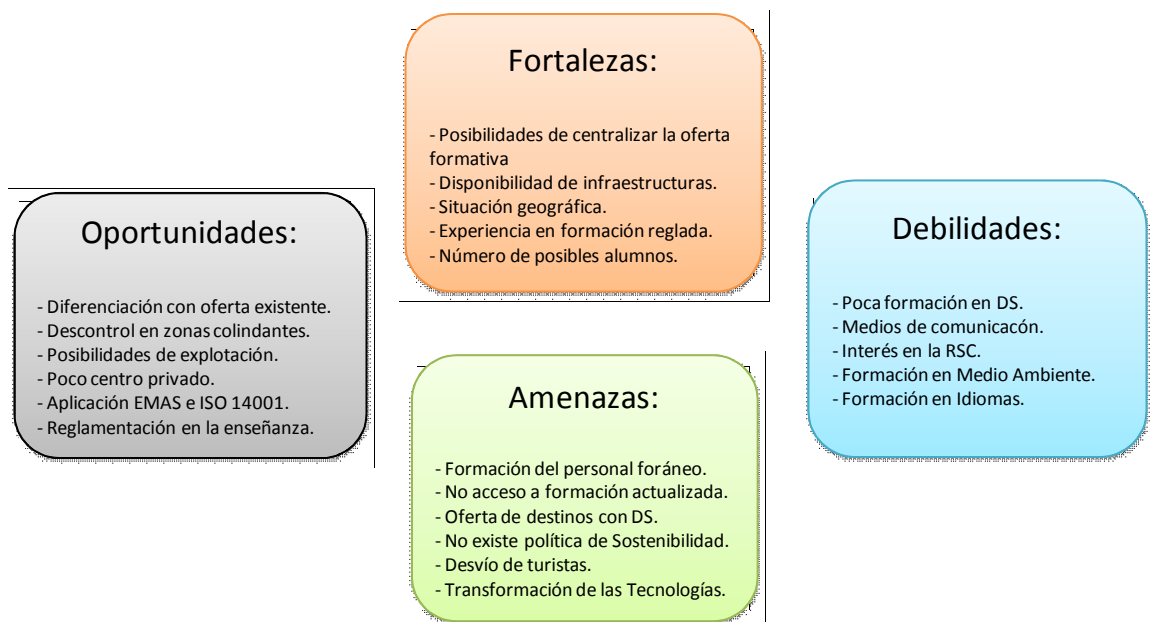 Fortalezas:
- Posibilidades de centralizar la oferta
formativa
- Disponibilidad de infraestructuras.
- Situación geográfica.
- Experiencia en formación reglada.
- Número de posibles alumnos.
Oportunidades:
- Diferenciación con oferta existente.
- Descontrol en zonas colindantes.
- Posibilidades de explotación.
- Poco centro privado.
- Aplicación EMAS e ISO 14001.
- Reglamentación en la enseñanza.
Debilidades:
- Poca formación en DS.
- Medios de comunicacón.
- Interés en la RSC.
- Formación en Medio Ambiente.
- Formación en Idiomas.
Amenazas:
- Formación del personal foráneo.
- No acceso a formación actualizada.
- Oferta de destinos con DS.
- No existe política de Sostenibilidad.
- Desvío de turistas.
- Transformación de las Tecnologías.